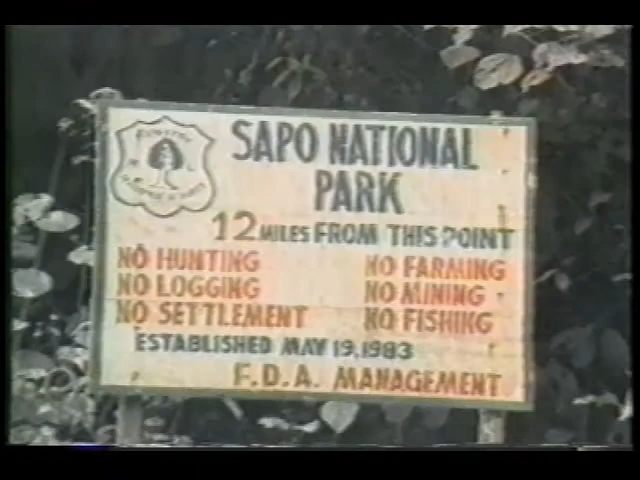 SAPO NATIONAL
PARK
12 MILES FROM THIS POINT
NO HUNTING NO FARMING
NO LOGGING NO MINING
NO SETTLEMENT NO FISHING
ESTABLISHED MAY 19, 1983
F.D.A. MANAGEMENT